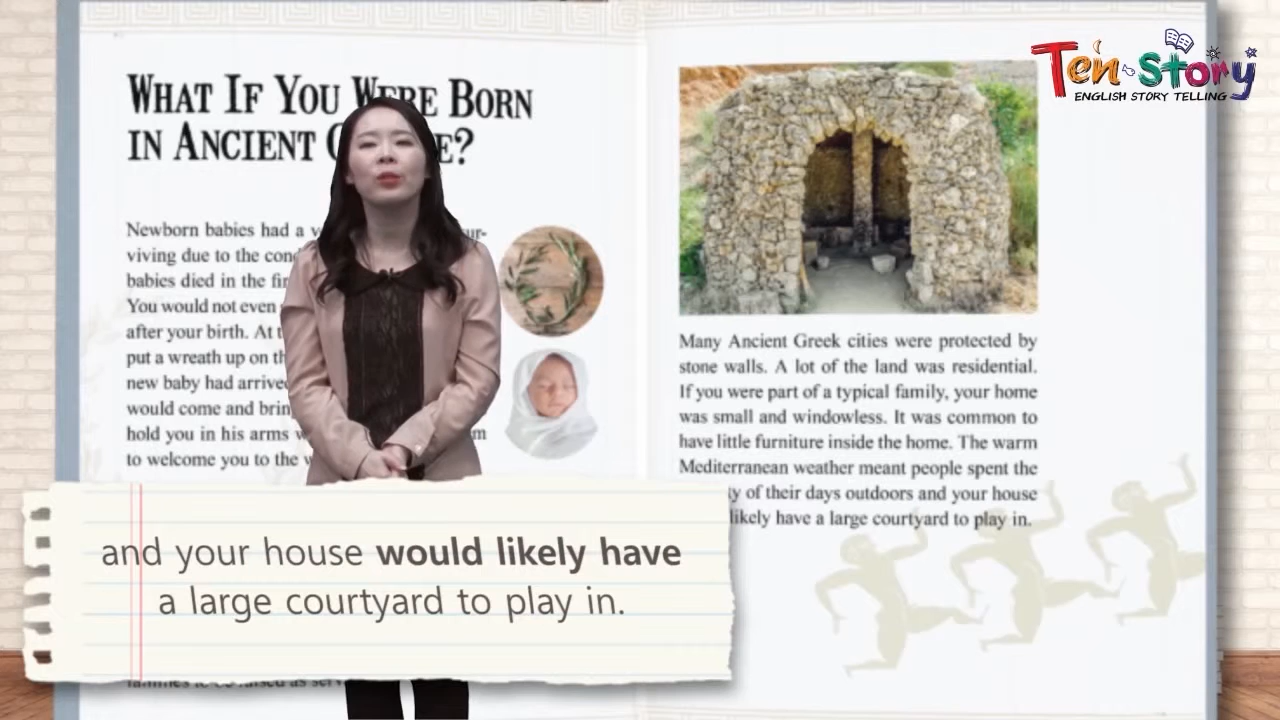 Ten Story
ENGLISH STORY TELLING
WHAT IF YOU WERE BORN
IN ANCIENT E?
Newborn babies had a ur-
viving due to the
babies died in the
You would not even
after your birth. At
put a wreath up on
new baby had arrived
would come and
hold you in his arms
to welcome you to the
Many Ancient Greek cities were protected by
stone walls. A lot of the land was residential.
If you were part of a typical family, your home
was small and windowless. It was common to
have little furniture inside the home. The warm
Mediterranean weather meant people spent the
ty of their days outdoors and your house
likely have a large courtyard to play in.
and your house would likely have
a large courtyard to play in.